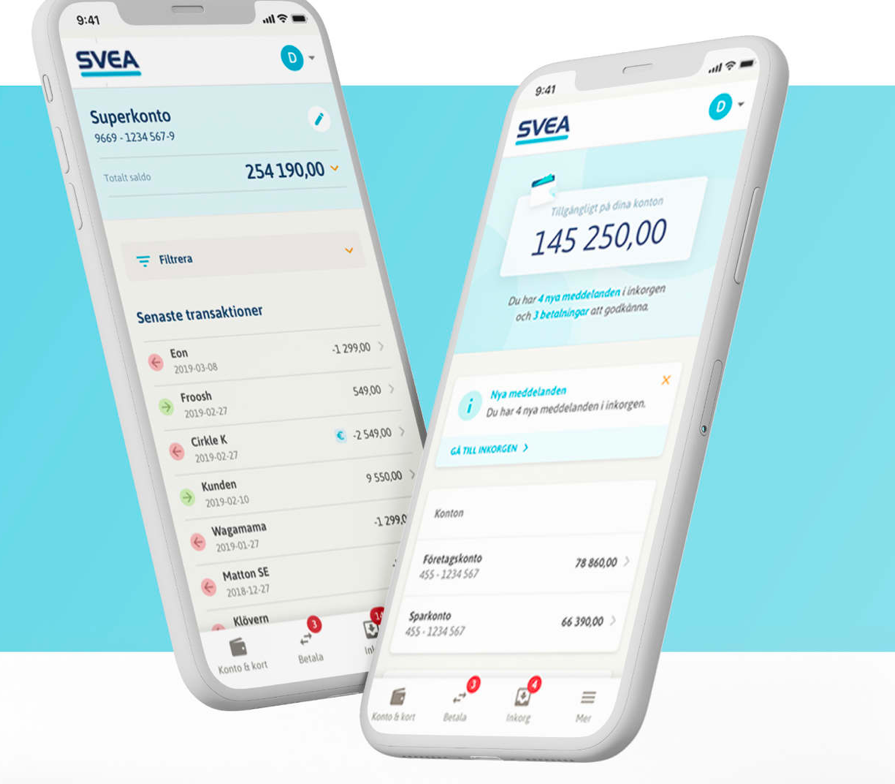 9:41
SVEA
D
Superkonto
9669 - 1234 567-9
Totalt saldo
254 190,00
Filtrera
Senaste transaktioner
Eon
-1 299,00
2019-03-08
Froosh
549,00
2019-02-27
Cirkle K
€ -2 549,00
2019-02-27
Kunden
9 550,00
2019-02-10
Wagamama
-1 299,0
2019-01-27
Matton SE
2018-12-27
Klövern
3
Konto & kort
Betala
9:41
SVEA
D
Tillgängligt på dina konton
145 250,00
Du har 4 nya meddelanden i inkorgen
och 3 betalningar att godkänna.
i
Nya meddelanden
Du har 4 nya meddelanden i inkorgen.
GÅ TILL INKORGEN
Konton
Företagskonto
78 860,00
455 - 1234 567
Sparkonto
66 390,00
455 - 1234 567
3
4
Konto & kort
Betala
Inkorg
Mer